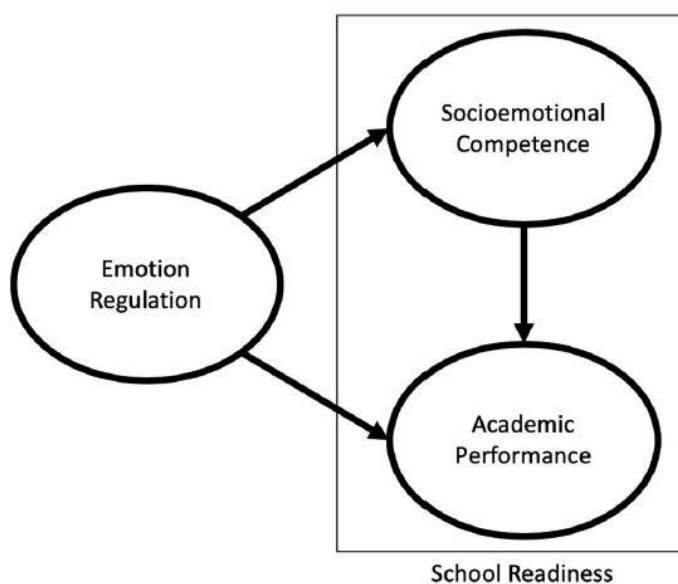 Socioemotional
Competence
Emotion
Regulation
Academic
Performance
School Readiness